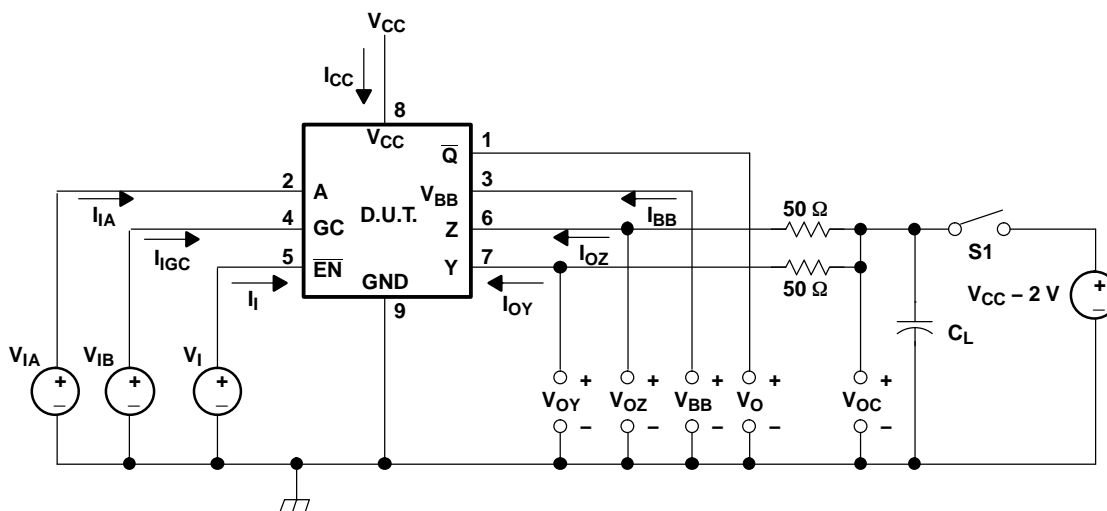 VCC
ICC
8
VCC
Q̅ 1
2 A
IIA
VBB 3
IBB
D.U.T.
4 GC
IIGC
Z 6
IOZ
50 Ω
5 E̅N̅
II
Y 7
IOY
50 Ω
S1
GND
9
VCC – 2 V
+
–
CL
VIA + –
VIB + –
VI + –
VOY + –
VOZ + –
VBB + –
VO + –
VOC + –